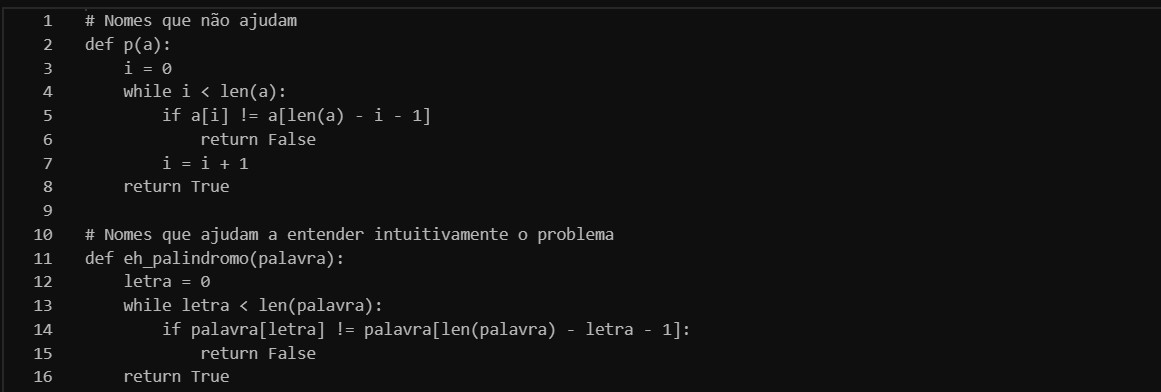 1 # Nomes que não ajudam
2 def p(a):
3     i = 0
4     while i < len(a):
5         if a[i] != a[len(a) - i - 1]
6             return False
7         i = i + 1
8     return True
9
10 # Nomes que ajudam a entender intuitivamente o problema
11 def eh_palindromo(palavra):
12     letra = 0
13     while letra < len(palavra):
14         if palavra[letra] != palavra[len(palavra) - letra - 1]:
15             return False
16     return True